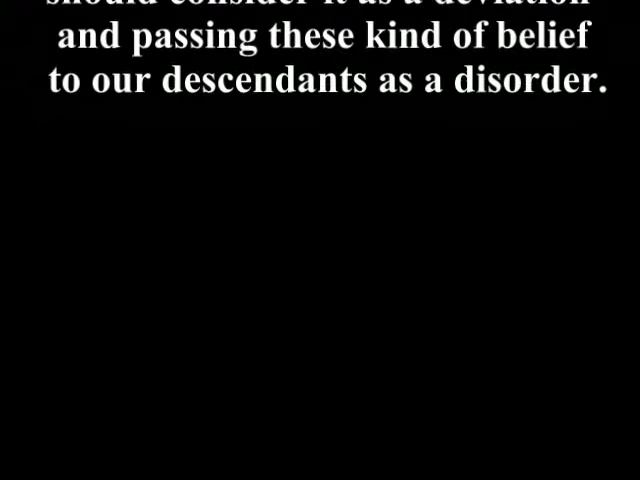 should consider it as a deviation
and passing these kind of belief
to our descendants as a disorder.